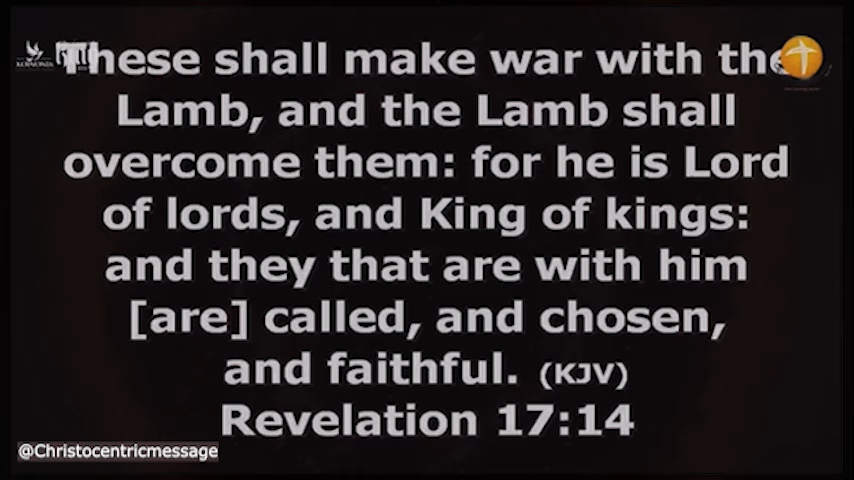 These shall make war with the
Lamb, and the Lamb shall
overcome them: for he is Lord
of lords, and King of kings:
and they that are with him
[are] called, and chosen,
and faithful. (KJV)
Revelation 17:14
KOINONIA
@Christocentricmessage